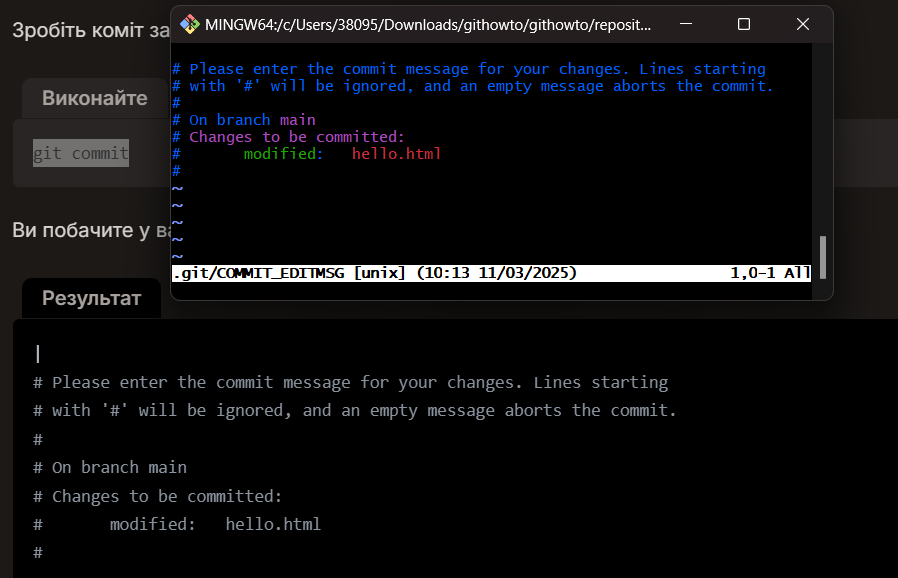 Зробіть коміт за
MINGW64:/c/Users/38095/Downloads/githowto/githowto/reposit...
# Please enter the commit message for your changes. Lines starting
# with '#' will be ignored, and an empty message aborts the commit.
#
# On branch main
# Changes to be committed:
#       modified:   hello.html
#
~
~
~
~
~
.git/COMMIT_EDITMSG [unix] (10:13 11/03/2025) 1,0-1 All
Виконайте
git commit
Ви побачите у ва
Результат
# Please enter the commit message for your changes. Lines starting
# with '#' will be ignored, and an empty message aborts the commit.
#
# On branch main
# Changes to be committed:
#       modified:   hello.html
#